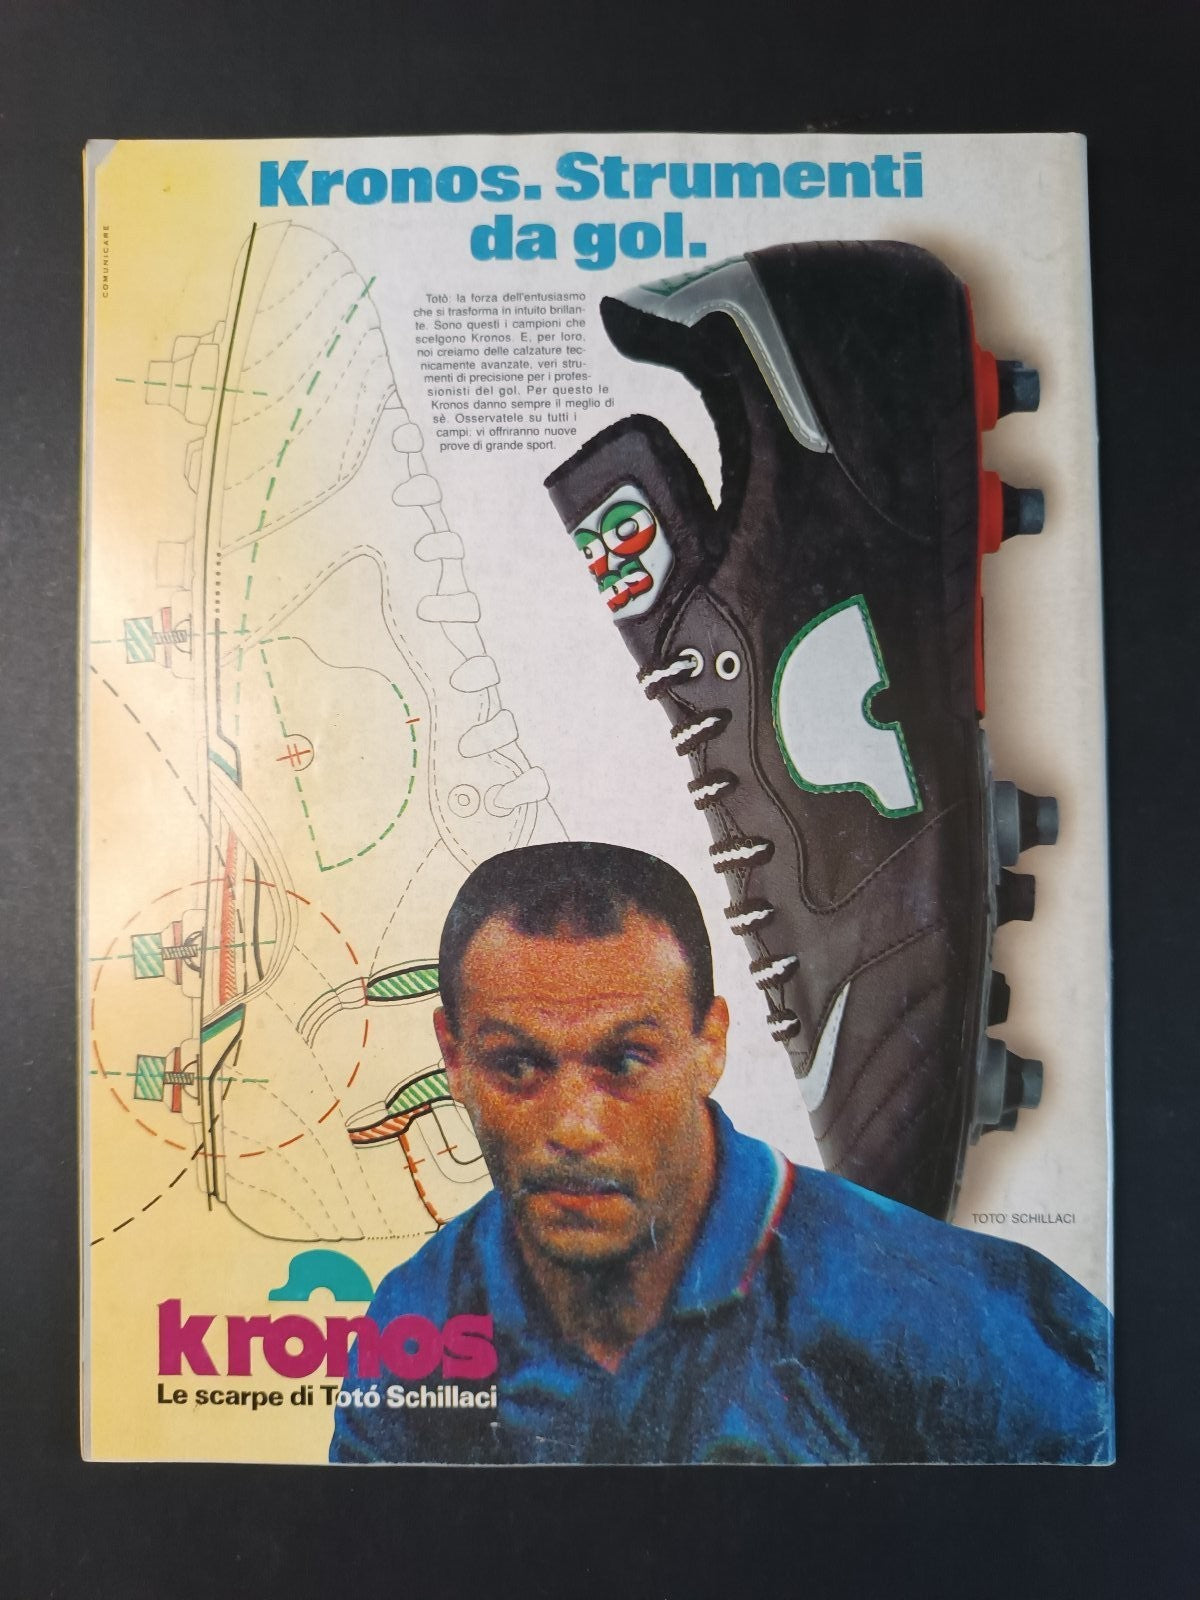 Kronos. Strumenti
da gol.
COMUNICARE
Totò: la forza dell'entusiasmo
che si trasforma in intuito brillan-
te. Sono questi i campioni che
scelgono Kronos. E, per loro,
noi creiamo delle calzature tec-
nicamente avanzate, veri stru-
menti di precisione per i profes-
sionisti del gol. Per questo le
Kronos danno sempre il meglio di
sè. Osservatele su tutti i
campi: vi offriranno nuove
prove di grande sport.
TOTO' SCHILLACI
kronos
Le scarpe di Totó Schillaci